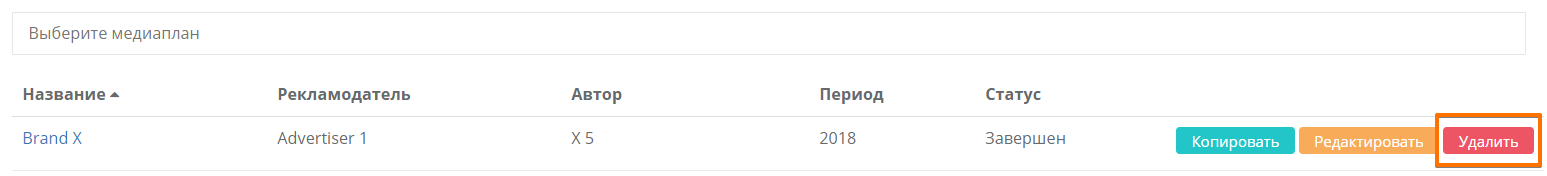 Выберите медиаплан
Название Рекламодатель Автор Период Статус
Brand X Advertiser 1 X 5 2018 Завершен Копировать Редактировать Удалить